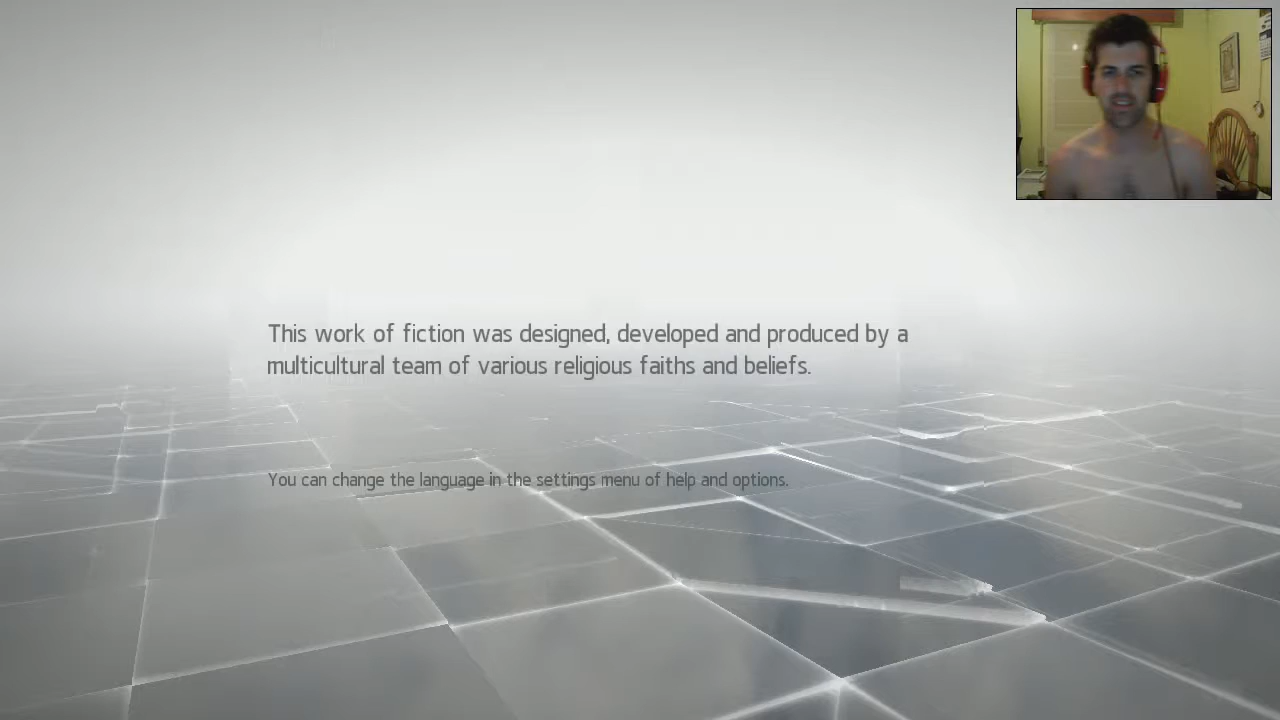 This work of fiction was designed, developed and produced by a
multicultural team of various religious faiths and beliefs.
You can change the language in the settings menu of help and options.